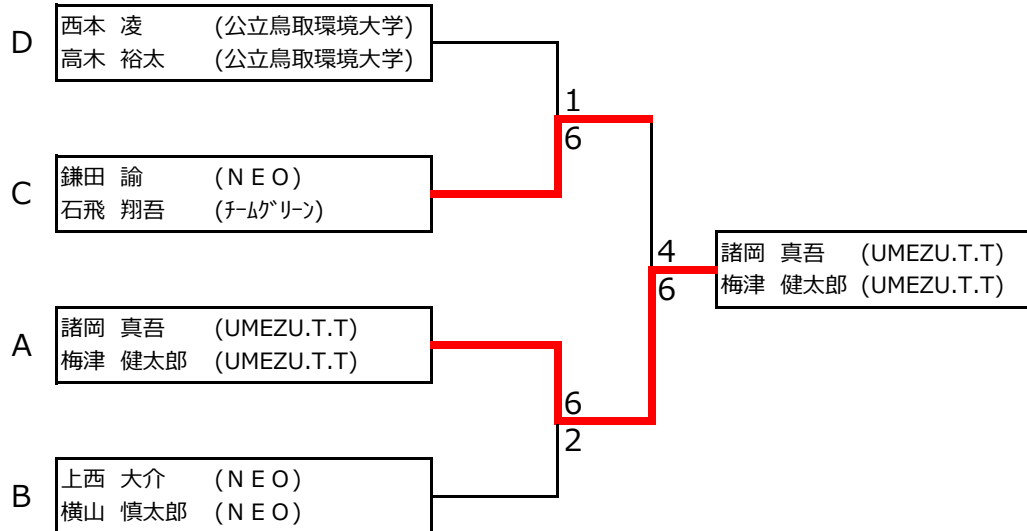 D
西本 凌 (公立鳥取環境大学)
高木 裕太 (公立鳥取環境大学)
1
6
C
鎌田 諭 (ＮＥＯ)
石飛 翔吾 (ﾁｰﾑｸﾞﾘｰﾝ)
4
6
諸岡 真吾 (UMEZU.T.T)
梅津 健太郎 (UMEZU.T.T)
A
諸岡 真吾 (UMEZU.T.T)
梅津 健太郎 (UMEZU.T.T)
6
2
B
上西 大介 (ＮＥＯ)
横山 慎太郎 (ＮＥＯ)